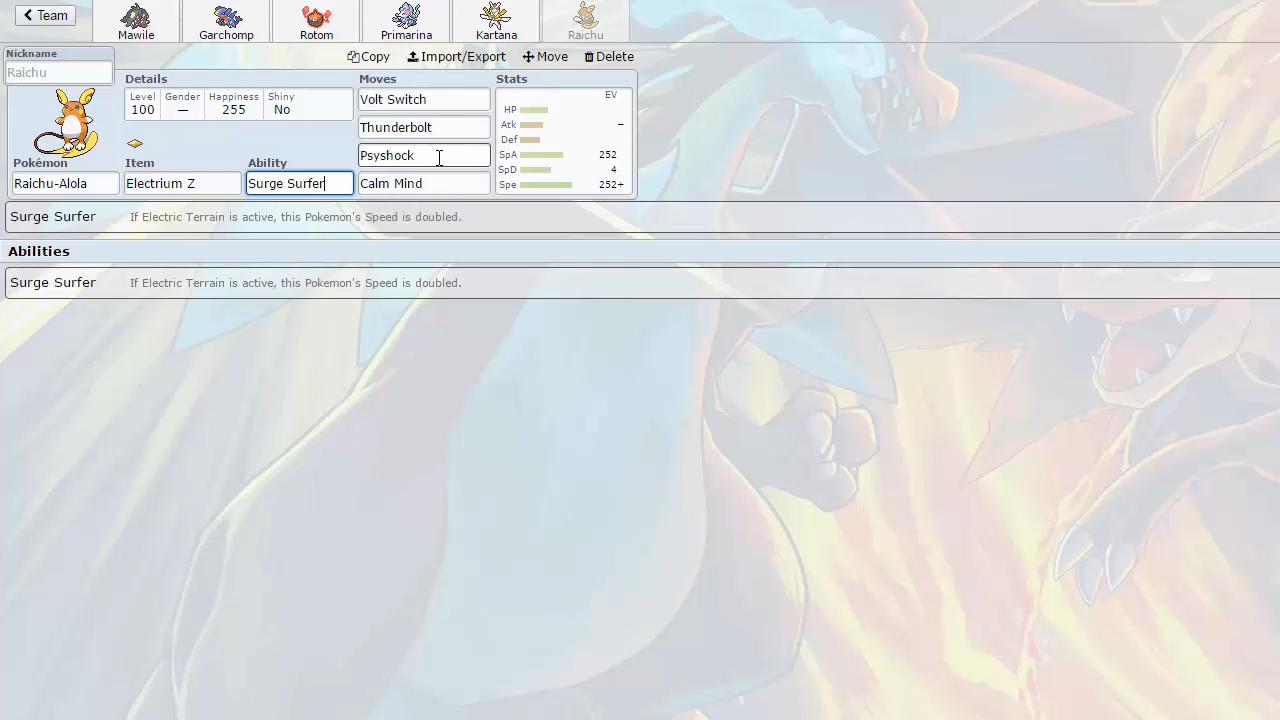 Team
Mawile
Garchomp
Rotom
Primarina
Kartana
Raichu
Nickname
Raichu
Copy
Import/Export
Move
Delete
Details
Level
100
Gender
—
Happiness
255
Shiny
No
Pokémon
Raichu-Alola
Item
Electrium Z
Ability
Surge Surfer
Moves
Volt Switch
Thunderbolt
Psyshock
Calm Mind
Stats
EV
HP
Atk –
Def
SpA 252
SpD 4
Spe 252+
Surge Surfer If Electric Terrain is active, this Pokemon's Speed is doubled.
Abilities
Surge Surfer If Electric Terrain is active, this Pokemon's Speed is doubled.